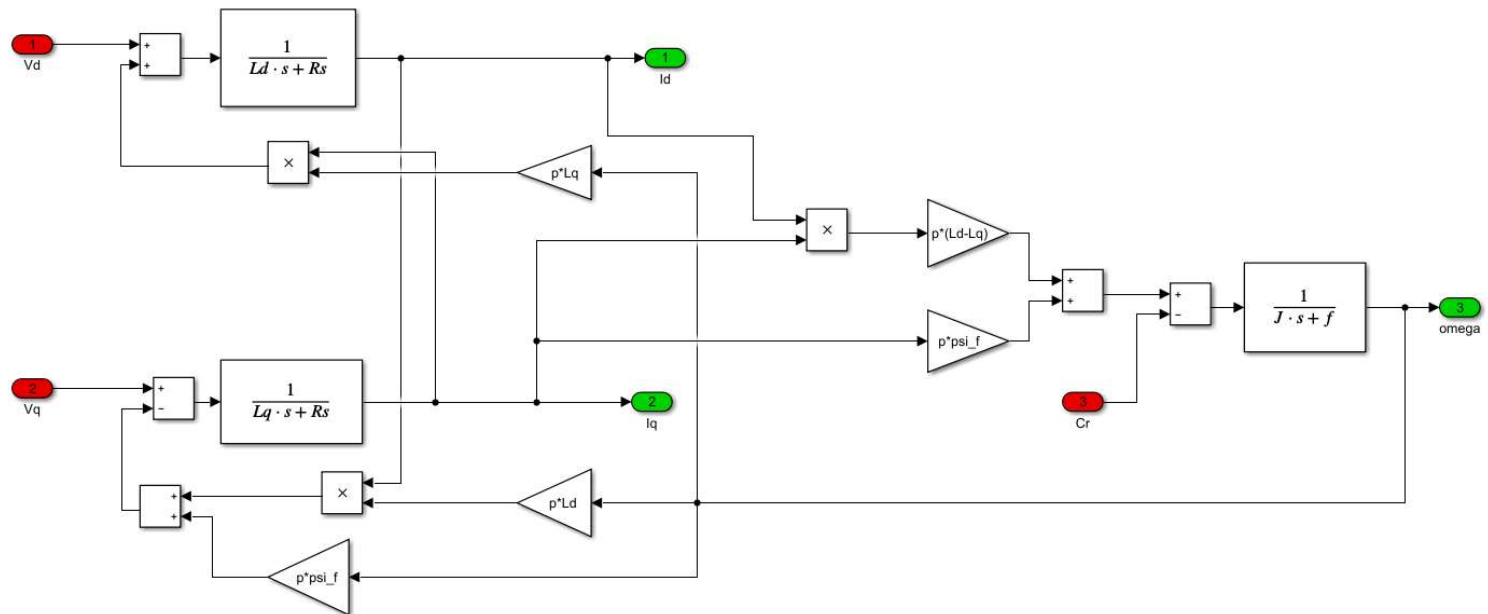 1
Vd
+
+
1
Ld · s + Rs
1
Id
×
p*Lq
×
p*(Ld-Lq)
+
+
+
−
1
J · s + f
3
omega
p*psi_f
2
Vq
+
−
1
Lq · s + Rs
2
Iq
3
Cr
+
+
×
p*Ld
p*psi_f